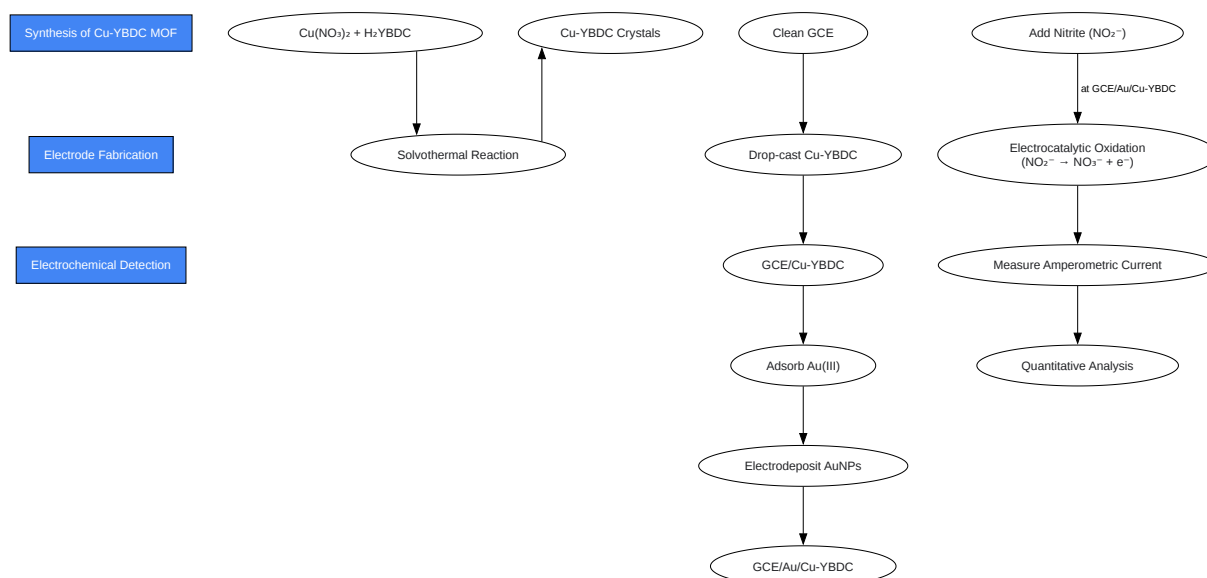 Synthesis of Cu-YBDC MOF
Cu(NO₃)₂ + H₂YBDC
Cu-YBDC Crystals
Clean GCE
Add Nitrite (NO₂⁻)
at GCE/Au/Cu-YBDC
Electrode Fabrication
Solvothermal Reaction
Drop-cast Cu-YBDC
Electrocatalytic Oxidation
(NO₂⁻ → NO₃⁻ + e⁻)
Electrochemical Detection
GCE/Cu-YBDC
Measure Amperometric Current
Adsorb Au(III)
Quantitative Analysis
Electrodeposit AuNPs
GCE/Au/Cu-YBDC